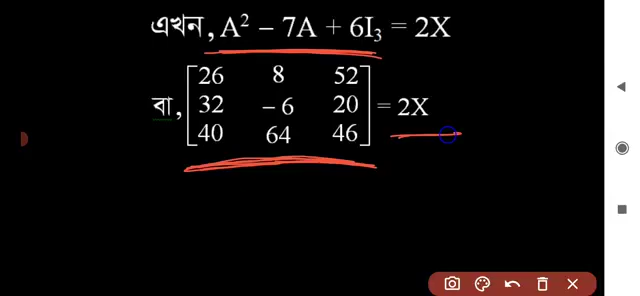 এখন, A² − 7A + 6I₃ = 2X
বা, [26 8 52
32 − 6 20
40 64 46] = 2X